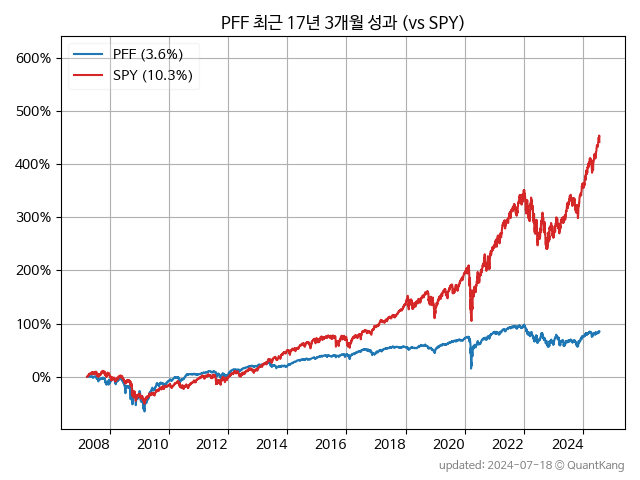 PFF 최근 17년 3개월 성과 (vs SPY)
PFF (3.6%)
SPY (10.3%)
600%
500%
400%
300%
200%
100%
0%
2008 2010 2012 2014 2016 2018 2020 2022 2024
updated: 2024-07-18 © QuantKang